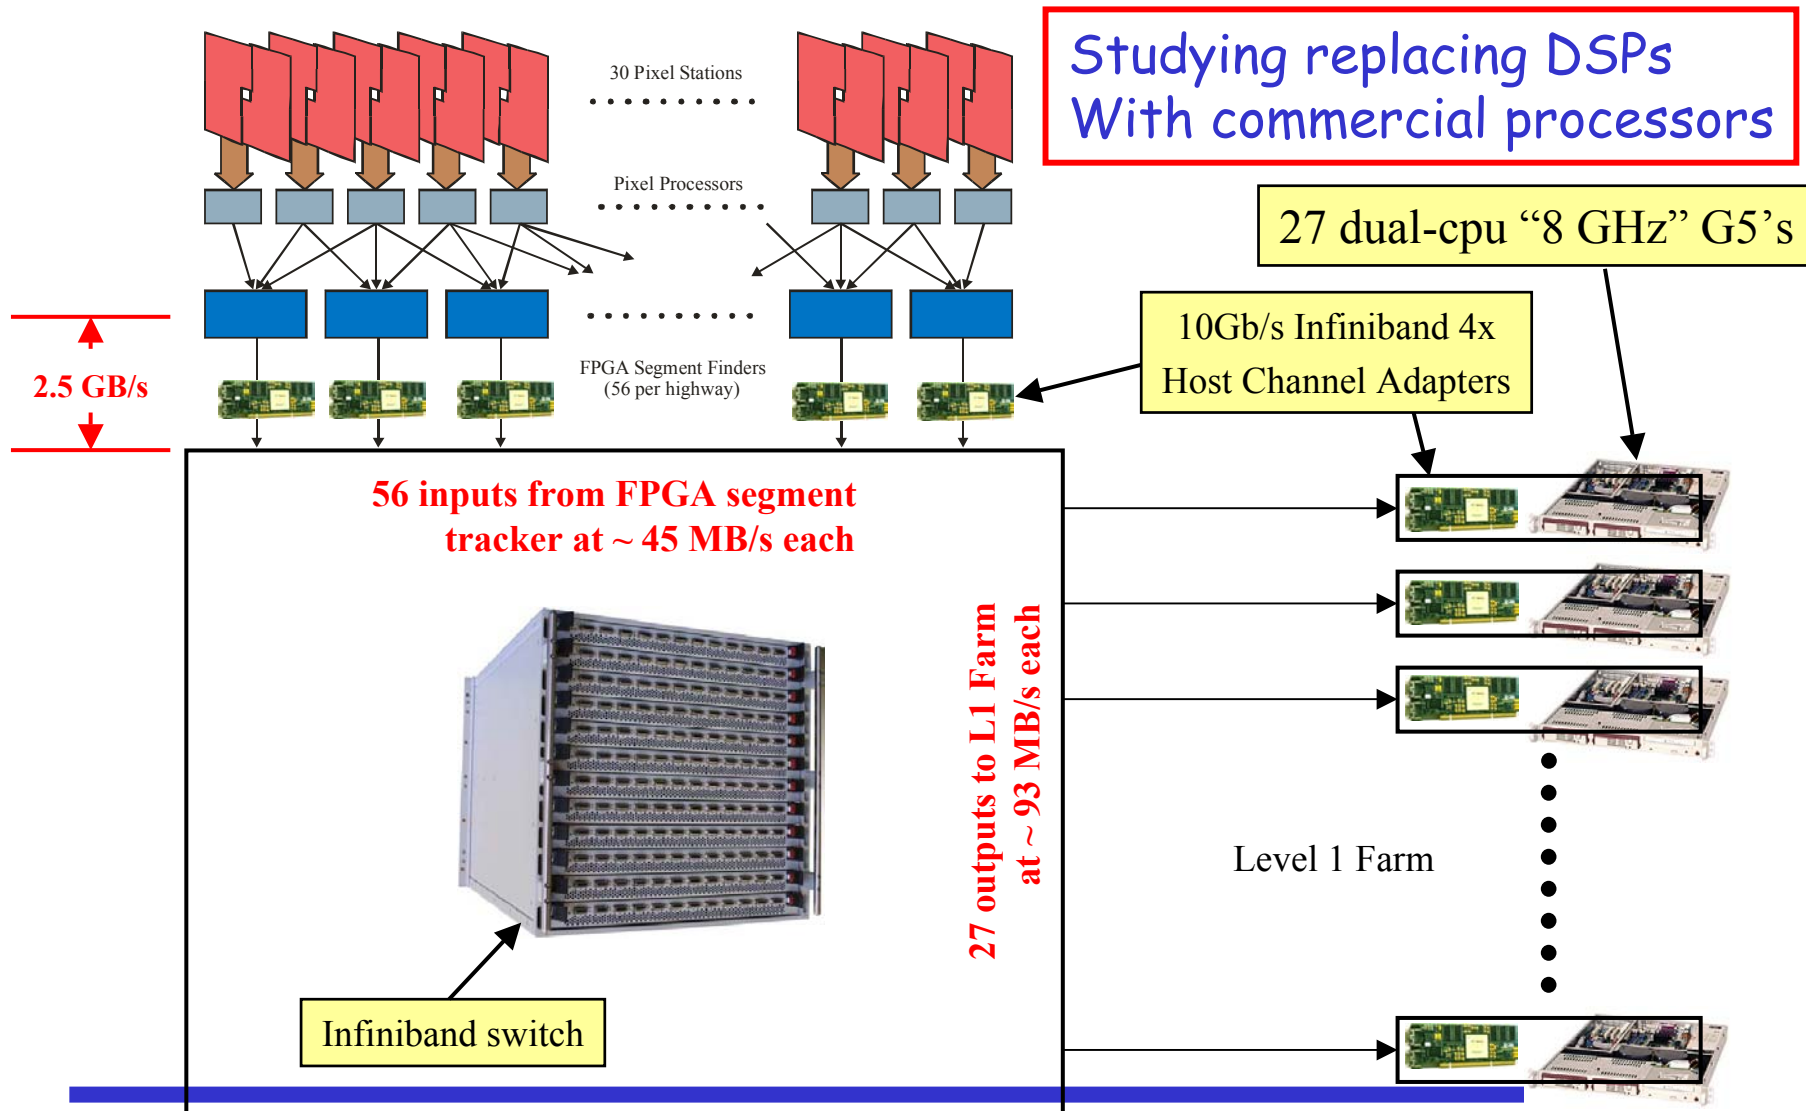 Studying replacing DSPs
With commercial processors
30 Pixel Stations
Pixel Processors
27 dual-cpu “8 GHz” G5’s
10Gb/s Infiniband 4x
Host Channel Adapters
FPGA Segment Finders
(56 per highway)
2.5 GB/s
56 inputs from FPGA segment
tracker at ~ 45 MB/s each
27 outputs to L1 Farm
at ~ 93 MB/s each
Level 1 Farm
Infiniband switch